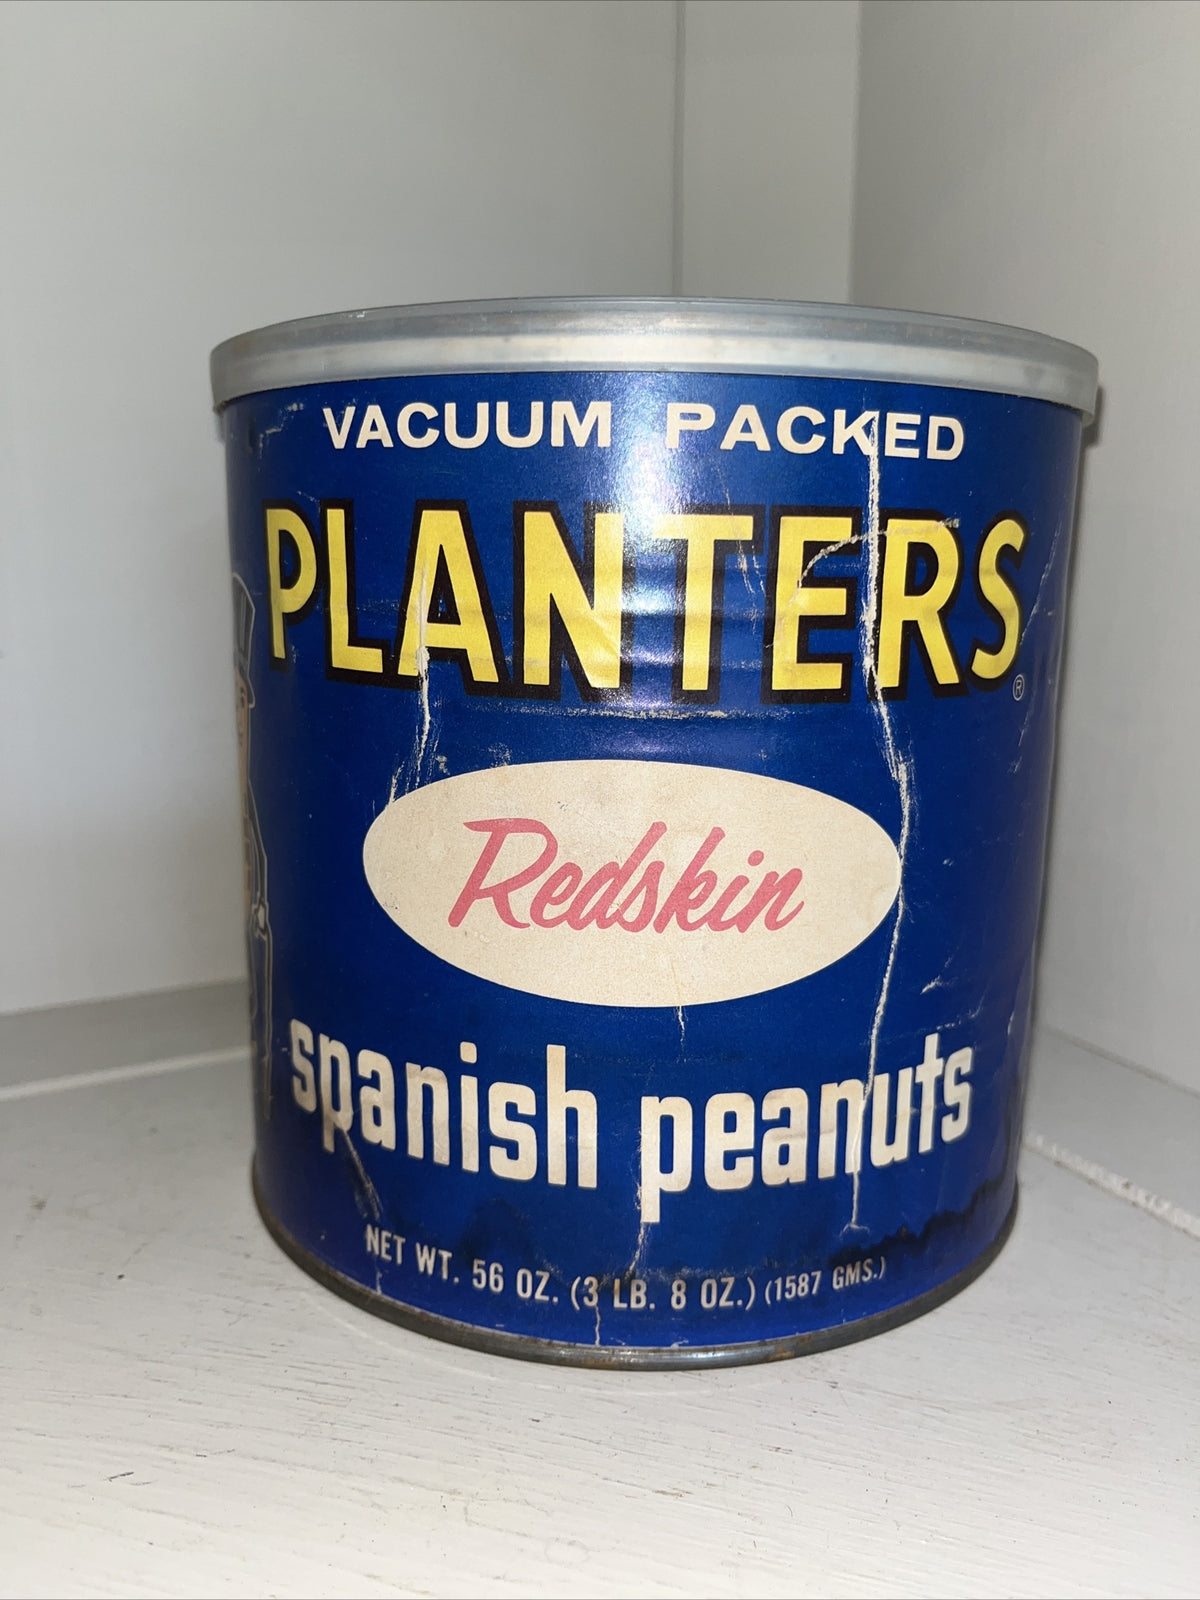 VACUUM PACKED
PLANTERS®
Redskin
spanish peanuts
NET WT. 56 OZ. (3 LB. 8 OZ.) (1587 GMS.)